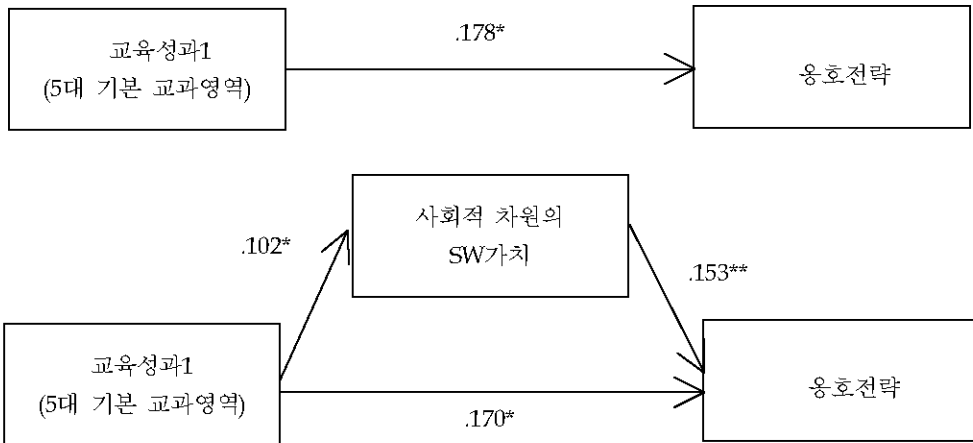 .178*
교육성과1
(5대 기본 교과영역)
옹호전략
사회적 차원의
SW가치
.102*
.153**
교육성과1
(5대 기본 교과영역)
옹호전략
.170*